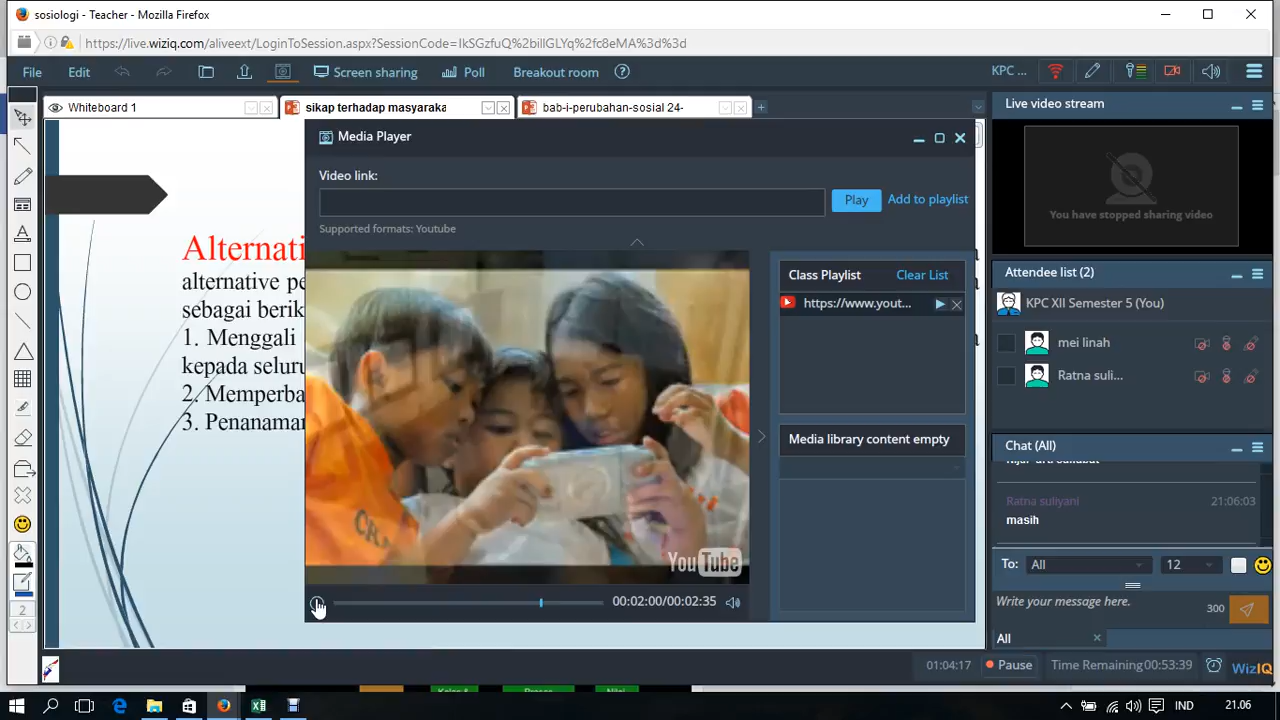 sosiologi - Teacher - Mozilla Firefox
https://live.wiziq.com/aliveext/LoginToSession.aspx?SessionCode=IkSGzfuQ%2billGLYq%2fc8eMA%3d%3d
File Edit Screen sharing Poll Breakout room ? KPC ...
Whiteboard 1
sikap terhadap masyaraka
bab-i-perubahan-sosial 24-
Live video stream
You have stopped sharing video
Media Player
Video link:
Play Add to playlist
Supported formats: Youtube
Alternati
alternative pe
sebagai berik
1. Menggali
kepada seluru
2. Memperba
3. Penanaman
Class Playlist Clear List
https://www.yout...
Media library content empty
YouTube
00:02:00/00:02:35
Attendee list (2)
KPC XII Semester 5 (You)
mei linah
Ratna suli...
Chat (All)
Ratna suliyani 21:06:03
masih
To: All 12
Write your message here. 300
All
2
01:04:17 Pause Time Remaining 00:53:39 WizIQ
IND 21.06